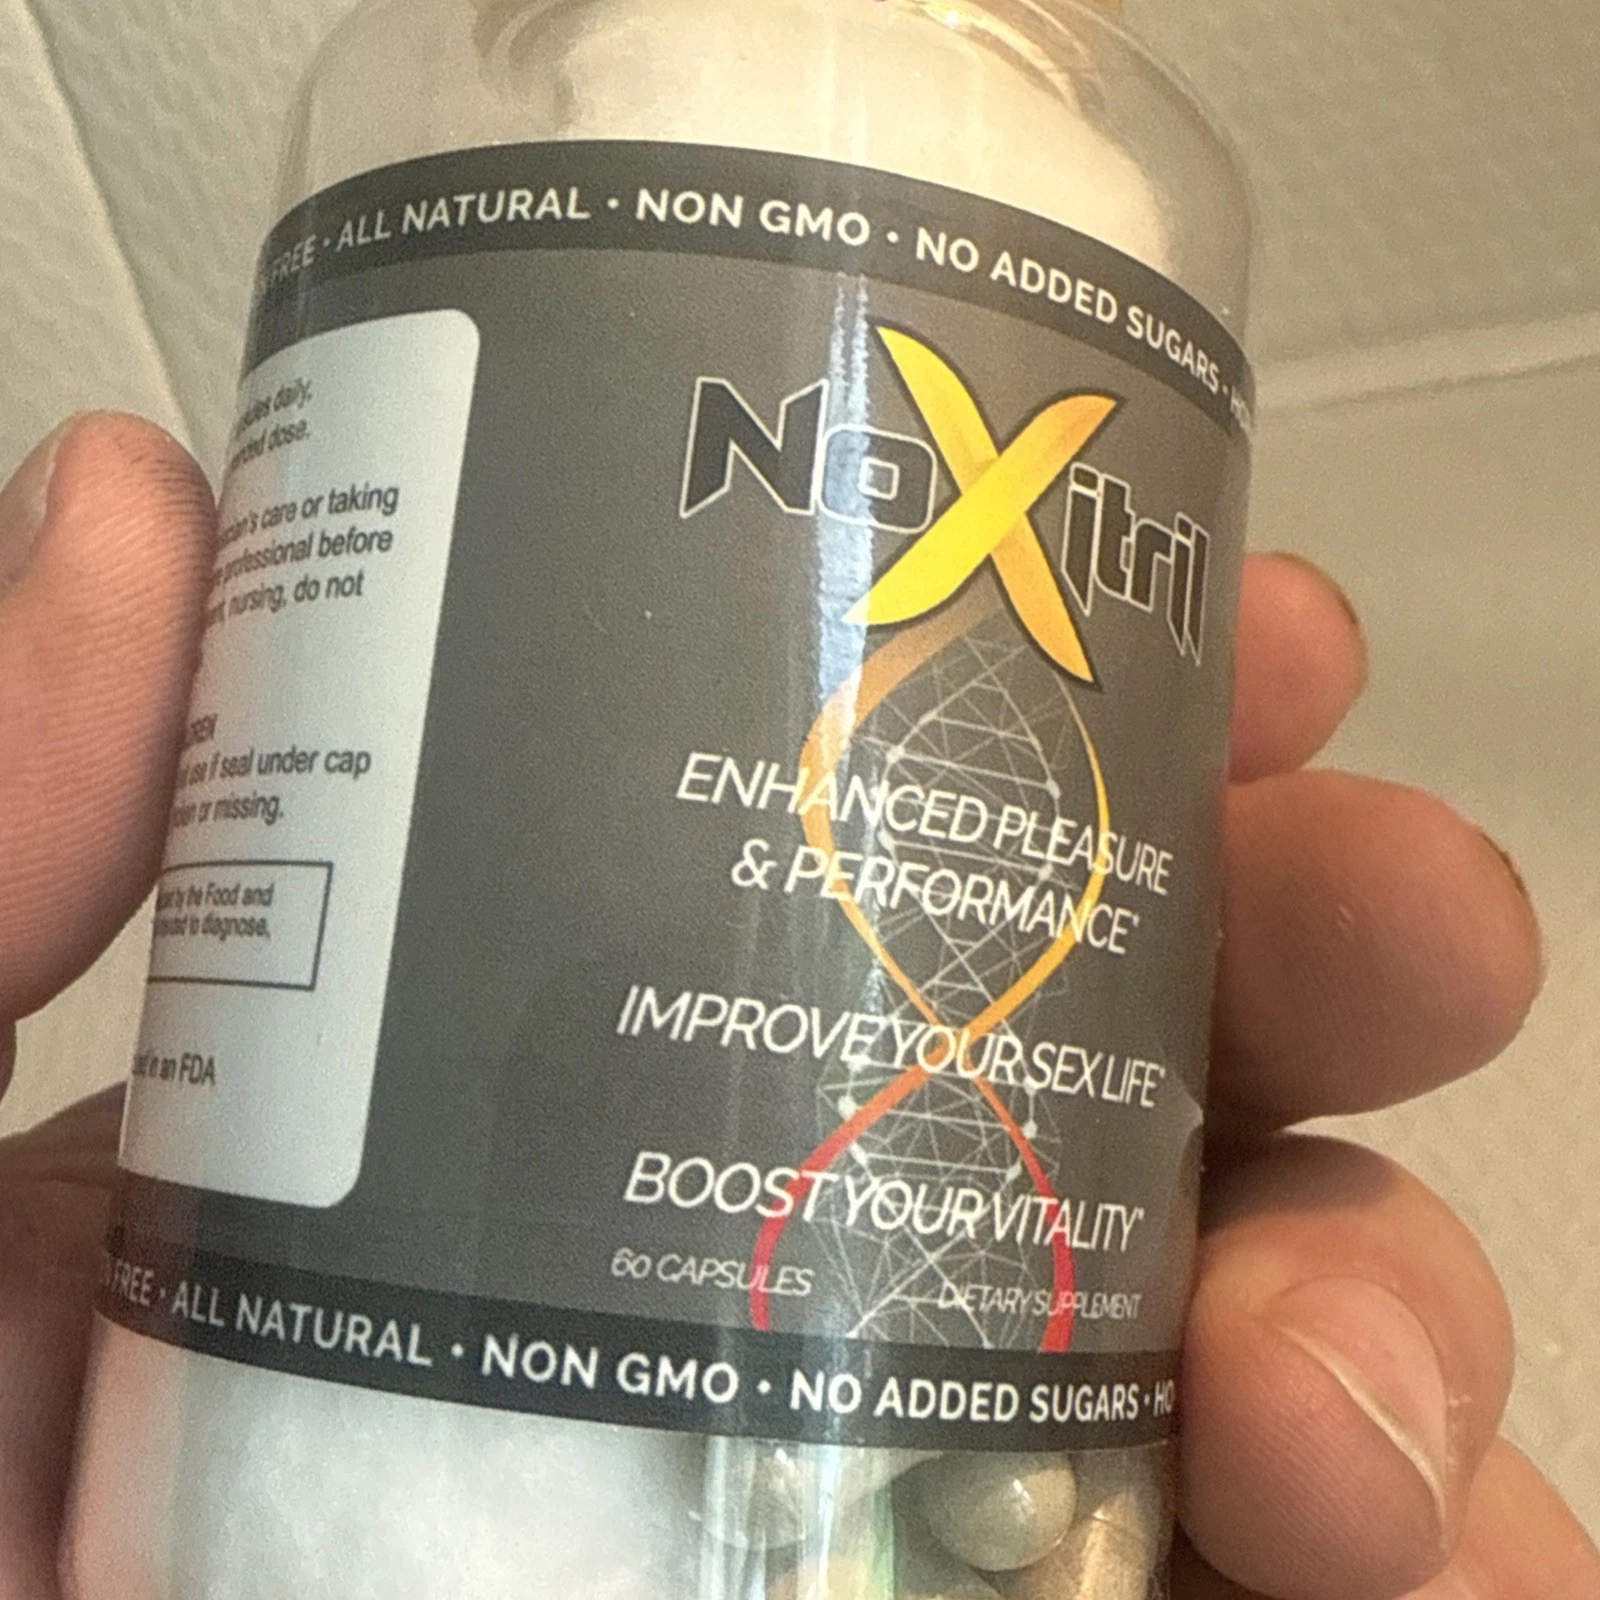 FREE · ALL NATURAL · NON GMO · NO ADDED SUGARS ·
daily,
dose.
care or taking
professional before
nursing, do not
use if seal under cap
or missing.
by the Food and
to diagnose,
in an FDA
NoXitril
ENHANCED PLEASURE
& PERFORMANCE*
IMPROVE YOUR SEX LIFE*
BOOST YOUR VITALITY*
60 CAPSULES
DIETARY SUPPLEMENT
FREE · ALL NATURAL · NON GMO · NO ADDED SUGARS ·